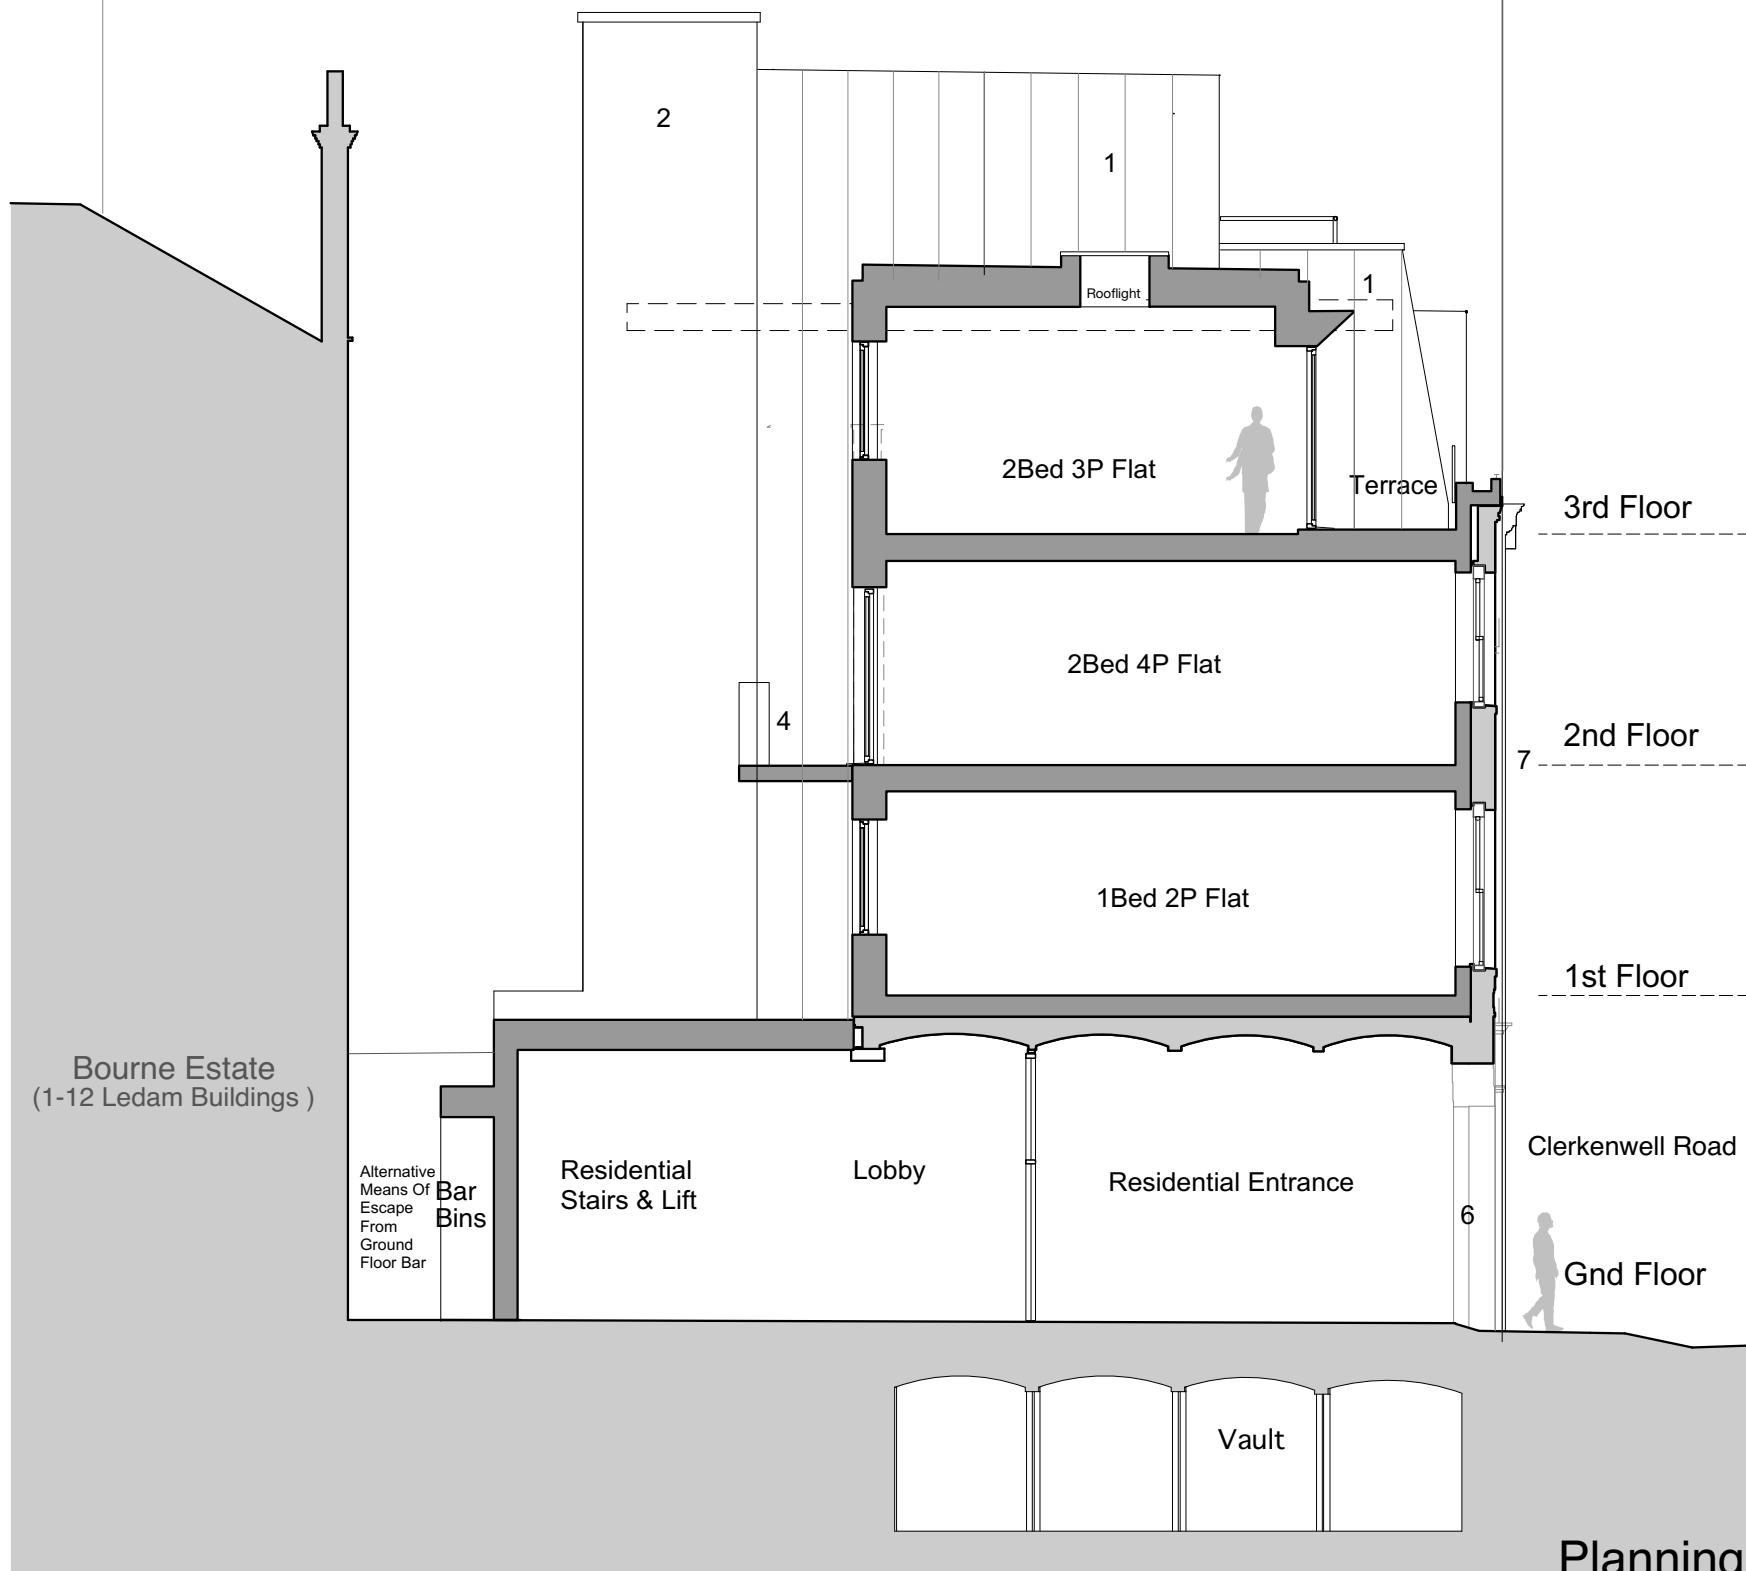 2
1
Rooflight
1
2Bed 3P Flat
Terrace
3rd Floor
2Bed 4P Flat
4
2nd Floor
7
1Bed 2P Flat
1st Floor
Bourne Estate
(1-12 Ledam Buildings )
Alternative
Means Of
Escape
From
Ground
Floor Bar
Bar
Bins
Residential
Stairs & Lift
Lobby
Residential Entrance
6
Clerkenwell Road
Gnd Floor
Vault
Planning